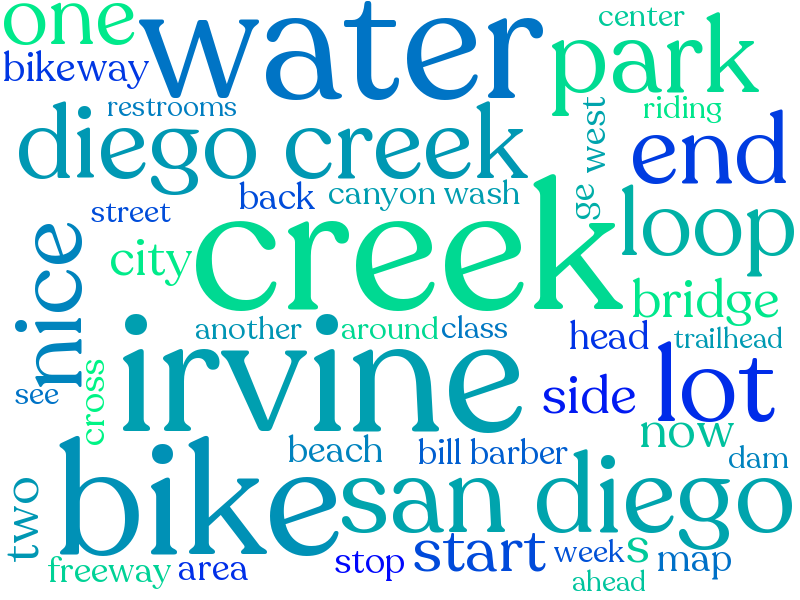 one
water
center
park
bikeway
restrooms
riding
diego creek
ge west
end
back
canyon wash
street
creek
loop
nice
city
bridge
another
around
class
head
trailhead
irvine
see
cross
side
lot
now
beach
bill barber
dam
bike
san diego
two
start
week
s
map
stop
freeway
area
ahead